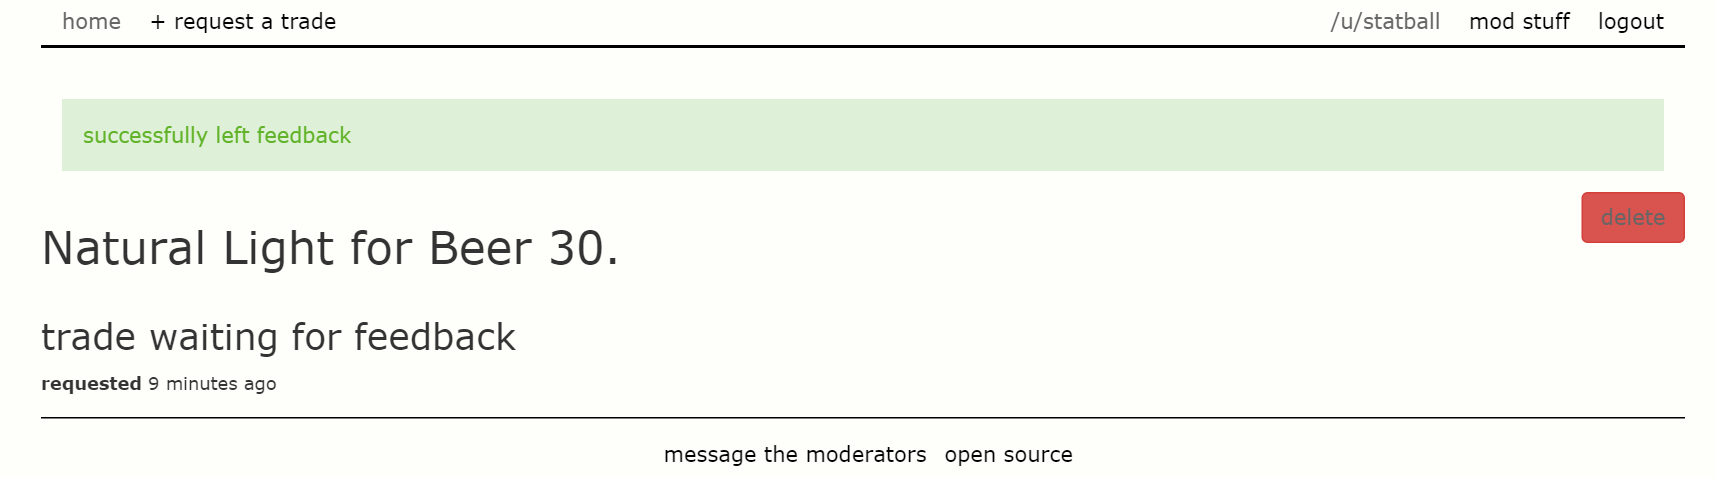 home + request a trade /u/statball mod stuff logout
successfully left feedback
delete
Natural Light for Beer 30.
trade waiting for feedback
requested 9 minutes ago
message the moderators open source